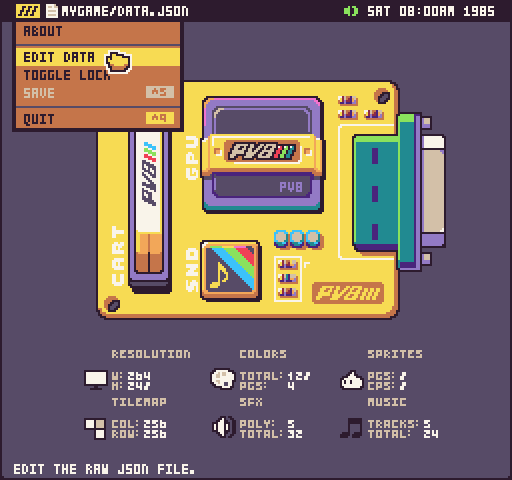 MYGAME/DATA.JSON
SAT 08:00AM 1985
ABOUT
EDIT DATA
TOGGLE LOCK
SAVE ^S
QUIT ^Q
GPU
PV8
PV8
PV8
CART
SND
PV8
RESOLUTION
COLORS
SPRITES
W: 264
TOTAL: 127
PGS:
H: 247
PGS: 4
CPS:
TILEMAP
SFX
MUSIC
COL: 256
POLY: 5
TRACKS: 5
ROW: 256
TOTAL: 32
TOTAL: 24
EDIT THE RAW JSON FILE.